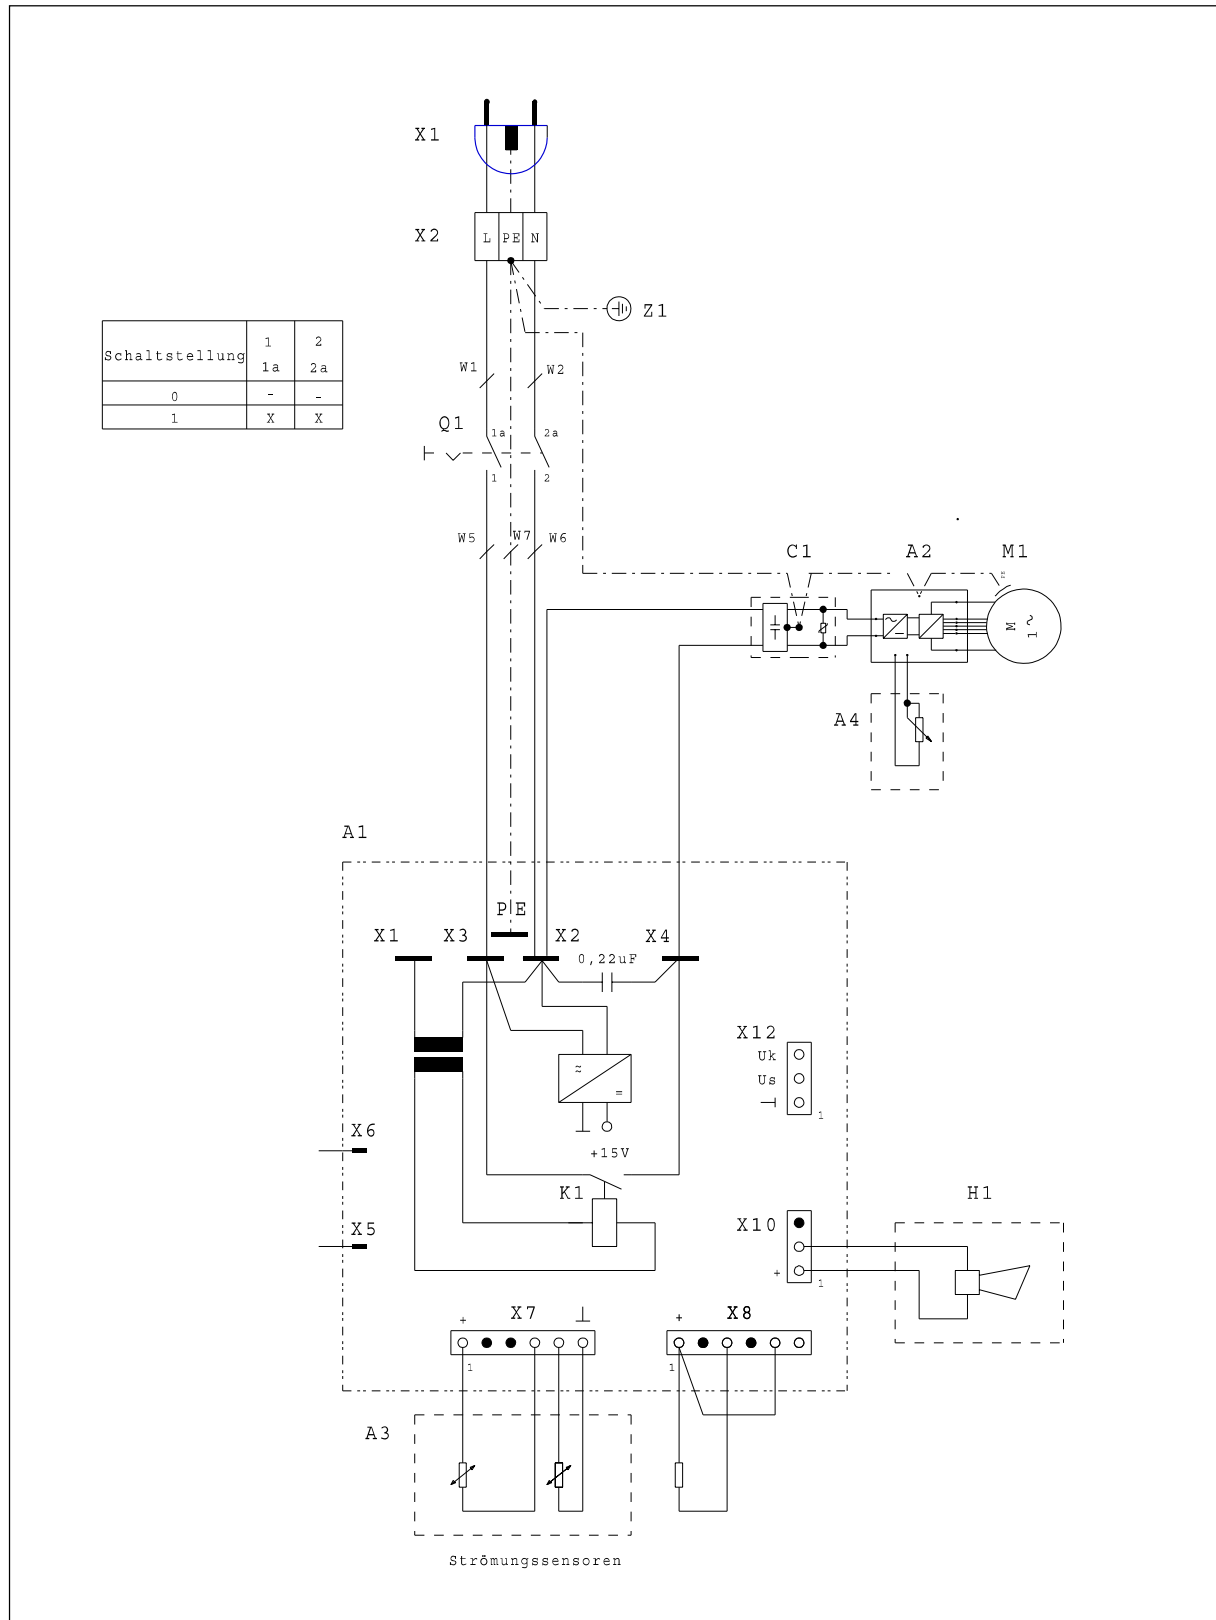 X1
X2 L PE N
Z1
Schaltstellung 1 2
1a 2a
0 - -
1 X X
W1 W2
Q1
1a 2a
1 2
W5 W7 W6
C1 A2 M1
PE
M 1~
A4
A1
PE
X1 X3 X2 X4
0,22uF
X12
Uk
Us
1
≈
=
X6
+15V
K1
H1
X5
X10
+ 1
+ X7
1
+ X8
1
A3
Strömungssensoren